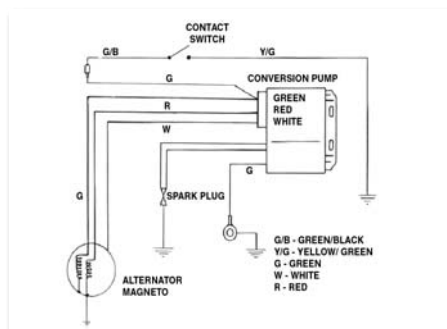 CONTACT
SWITCH
G/B
Y/G
G
CONVERSION PUMP
GREEN
RED
WHITE
R
W
G
SPARK PLUG
G
ALTERNATOR
MAGNETO
G/B - GREEN/BLACK
Y/G - YELLOW/ GREEN
G - GREEN
W - WHITE
R - RED